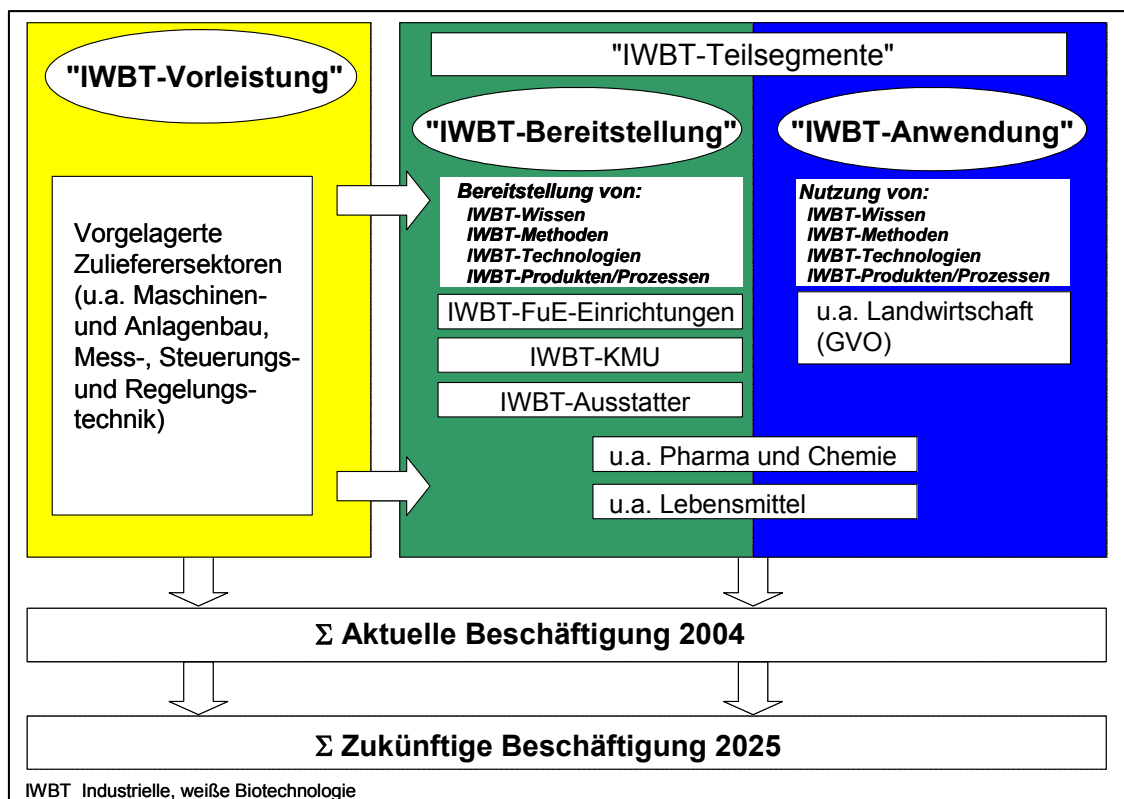 "IWBT-Vorleistung"
Vorgelagerte
Zulieferersektoren
(u.a. Maschinen-
und Anlagenbau,
Mess-, Steuerungs-
und Regelungs-
technik)
"IWBT-Teilsegmente"
"IWBT-Bereitstellung"
Bereitstellung von:
IWBT-Wissen
IWBT-Methoden
IWBT-Technologien
IWBT-Produkten/Prozessen
IWBT-FuE-Einrichtungen
IWBT-KMU
IWBT-Ausstatter
"IWBT-Anwendung"
Nutzung von:
IWBT-Wissen
IWBT-Methoden
IWBT-Technologien
IWBT-Produkten/Prozessen
u.a. Landwirtschaft
(GVO)
u.a. Pharma und Chemie
u.a. Lebensmittel
Σ Aktuelle Beschäftigung 2004
Σ Zukünftige Beschäftigung 2025
IWBT Industrielle, weiße Biotechnologie